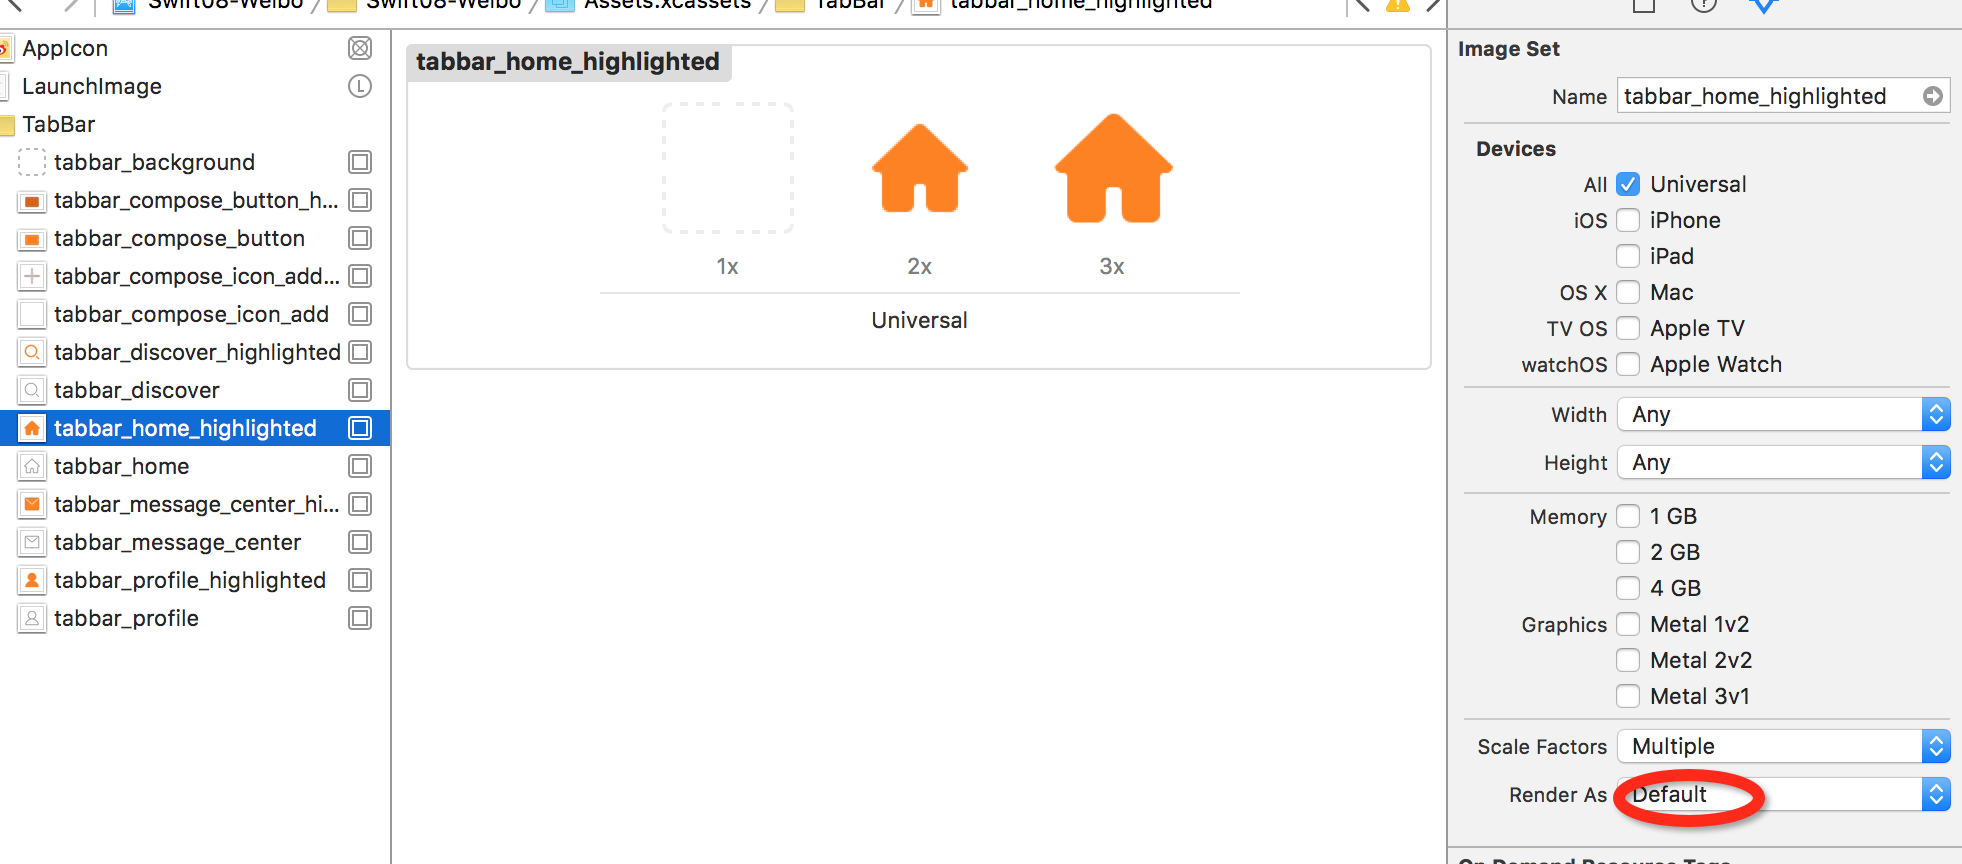 Swift08-Weibo
Swift08-Weibo
Assets.xcassets
TabBar
tabbar_home_highlighted
AppIcon
LaunchImage
L
TabBar
tabbar_background
tabbar_compose_button_h...
tabbar_compose_button
tabbar_compose_icon_add...
tabbar_compose_icon_add
tabbar_discover_highlighted
tabbar_discover
tabbar_home_highlighted
tabbar_home
tabbar_message_center_hi...
tabbar_message_center
tabbar_profile_highlighted
tabbar_profile
tabbar_home_highlighted
1x 2x 3x
Universal
Image Set
Name tabbar_home_highlighted
Devices
All Universal
iOS iPhone
iPad
OS X Mac
TV OS Apple TV
watchOS Apple Watch
Width Any
Height Any
Memory 1 GB
2 GB
4 GB
Graphics Metal 1v2
Metal 2v2
Metal 3v1
Scale Factors Multiple
Render As Default
On Demand Resource Tags